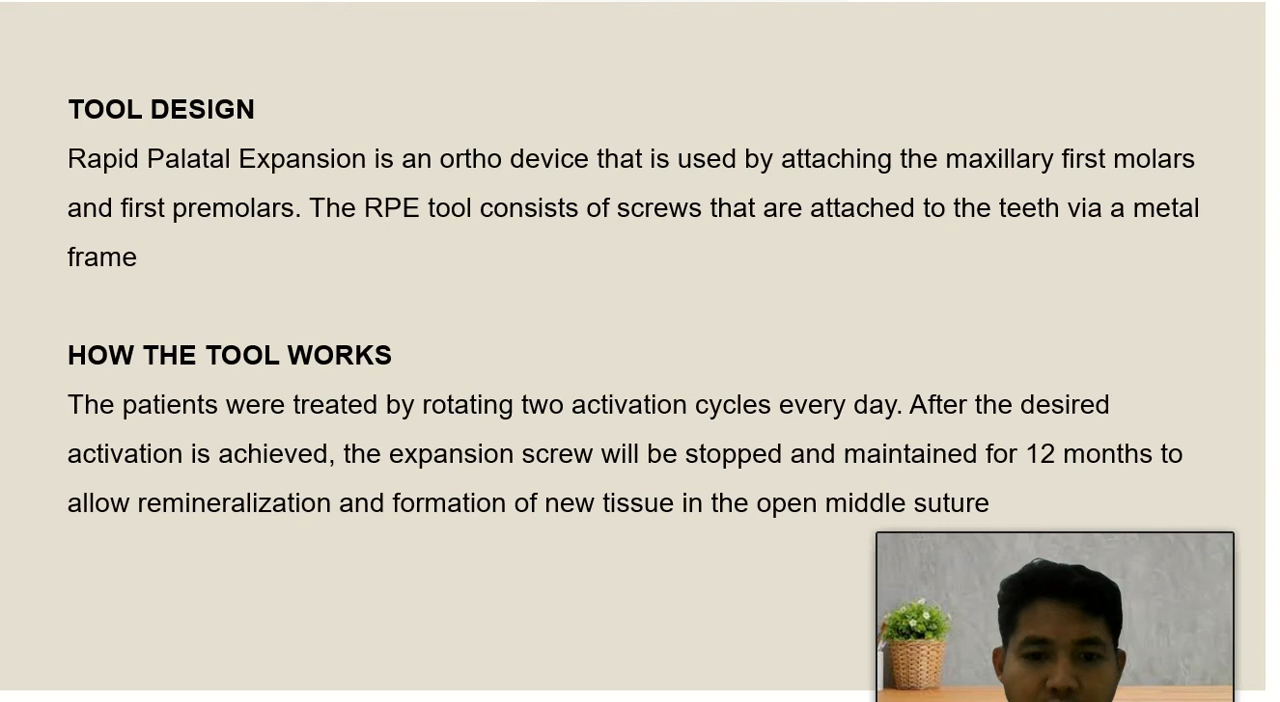 TOOL DESIGN
Rapid Palatal Expansion is an ortho device that is used by attaching the maxillary first molars
and first premolars. The RPE tool consists of screws that are attached to the teeth via a metal
frame
HOW THE TOOL WORKS
The patients were treated by rotating two activation cycles every day. After the desired
activation is achieved, the expansion screw will be stopped and maintained for 12 months to
allow remineralization and formation of new tissue in the open middle suture